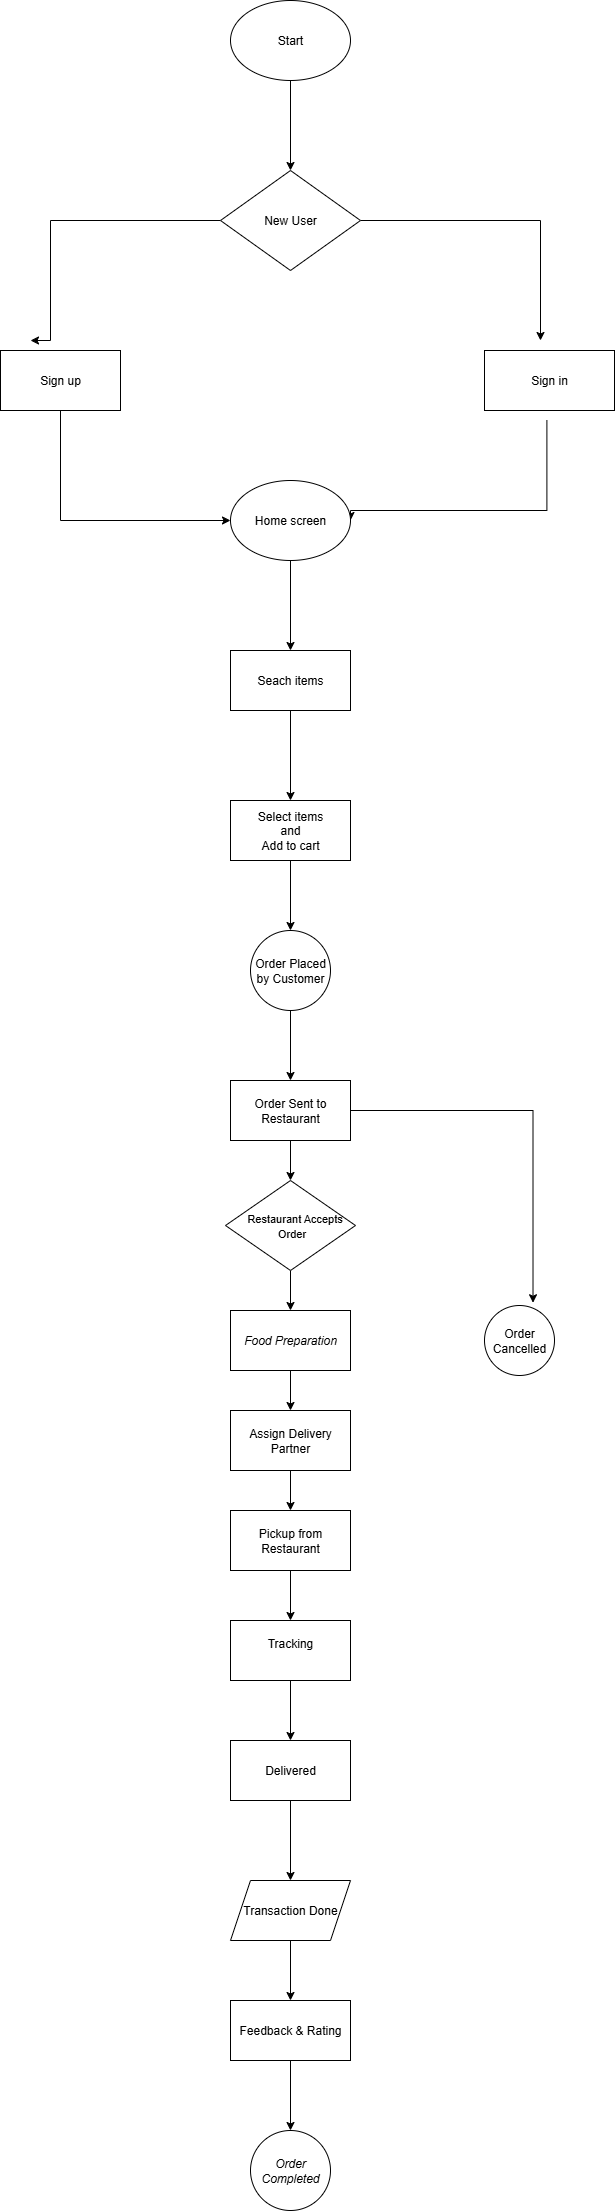 Start
New User
Sign up
Sign in
Home screen
Seach items
Select items
and
Add to cart
Order Placed
by Customer
Order Sent to
Restaurant
Restaurant Accepts
Order
Food Preparation
Order
Cancelled
Assign Delivery
Partner
Pickup from
Restaurant
Tracking
Delivered
Transaction Done
Feedback & Rating
Order
Completed